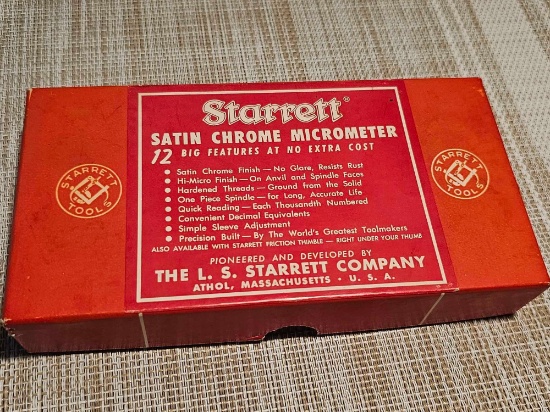 Starrett®
SATIN CHROME MICROMETER
12 BIG FEATURES AT NO EXTRA COST
• Satin Chrome Finish — No Glare, Resists Rust
• Hi-Micro Finish — On Anvil and Spindle Faces
• Hardened Threads — Ground from the Solid
• One Piece Spindle — for Long, Accurate Life
• Quick Reading — Each Thousandth Numbered
• Convenient Decimal Equivalents
• Simple Sleeve Adjustment
• Precision Built — By The World's Greatest Toolmakers
ALSO AVAILABLE WITH STARRETT FRICTION THIMBLE — RIGHT UNDER YOUR THUMB
PIONEERED AND DEVELOPED BY
THE L. S. STARRETT COMPANY
ATHOL, MASSACHUSETTS - U. S. A.
STARRETT
TOOLS
STARRETT
TOOLS